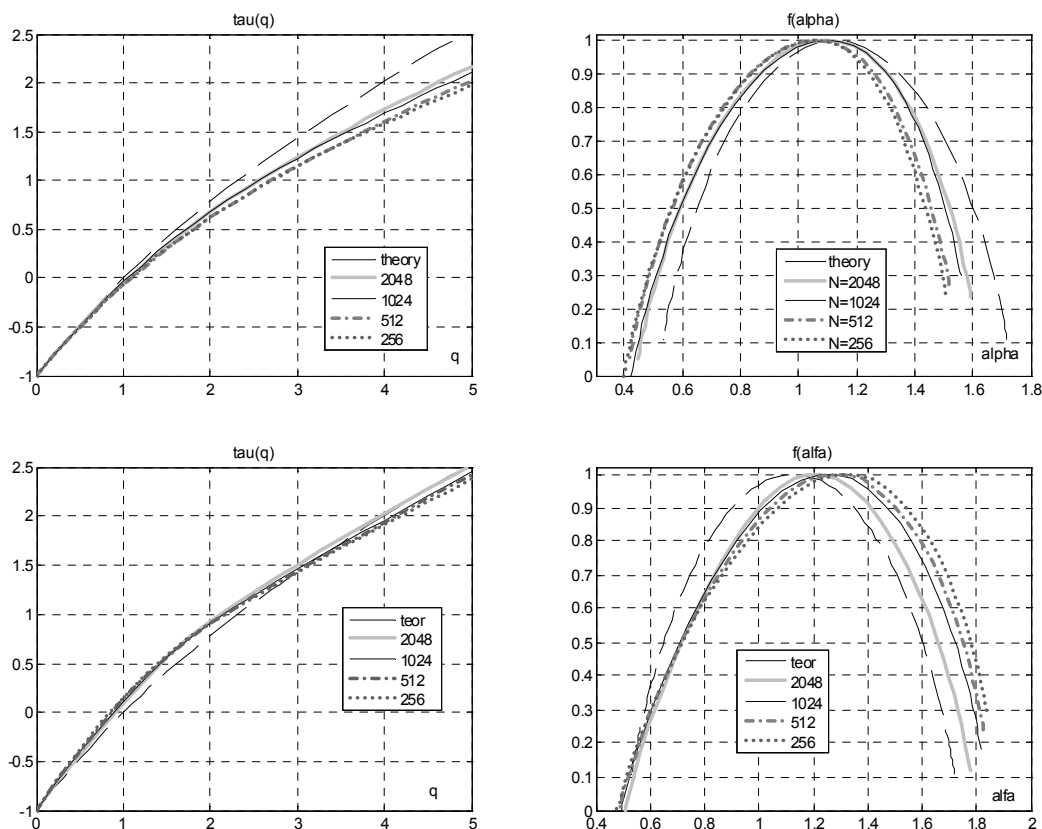 tau(q)
2.5
2
1.5
1
0.5
0
-0.5
-1
theory
2048
1024
512
256
q
0 1 2 3 4 5
f(alpha)
1
0.9
0.8
0.7
0.6
0.5
0.4
0.3
0.2
0.1
0
theory
N=2048
N=1024
N=512
N=256
alpha
0.4 0.6 0.8 1 1.2 1.4 1.6 1.8
tau(q)
2.5
2
1.5
1
0.5
0
-0.5
-1
teor
2048
1024
512
256
q
0 1 2 3 4 5
f(alfa)
1
0.9
0.8
0.7
0.6
0.5
0.4
0.3
0.2
0.1
0
teor
2048
1024
512
256
alfa
0.4 0.6 0.8 1 1.2 1.4 1.6 1.8 2